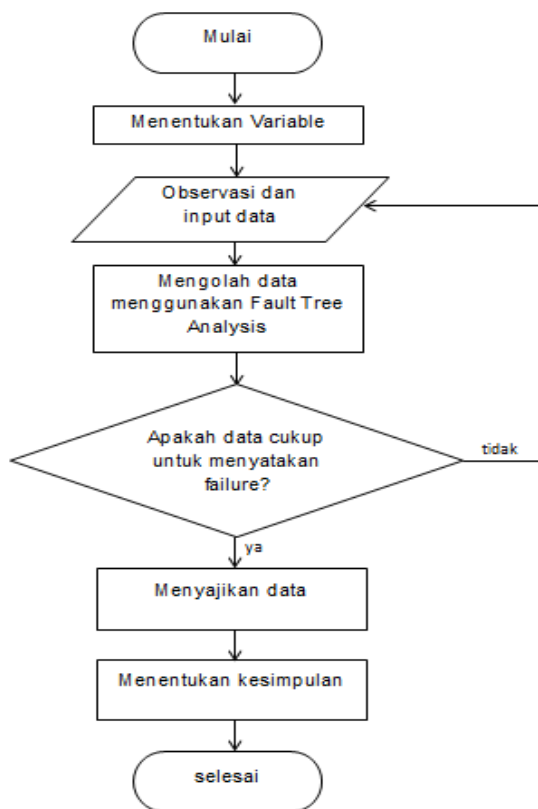 Mulai
Menentukan Variable
Observasi dan
input data
Mengolah data
menggunakan Fault Tree
Analysis
Apakah data cukup
untuk menyatakan
failure?
tidak
ya
Menyajikan data
Menentukan kesimpulan
selesai